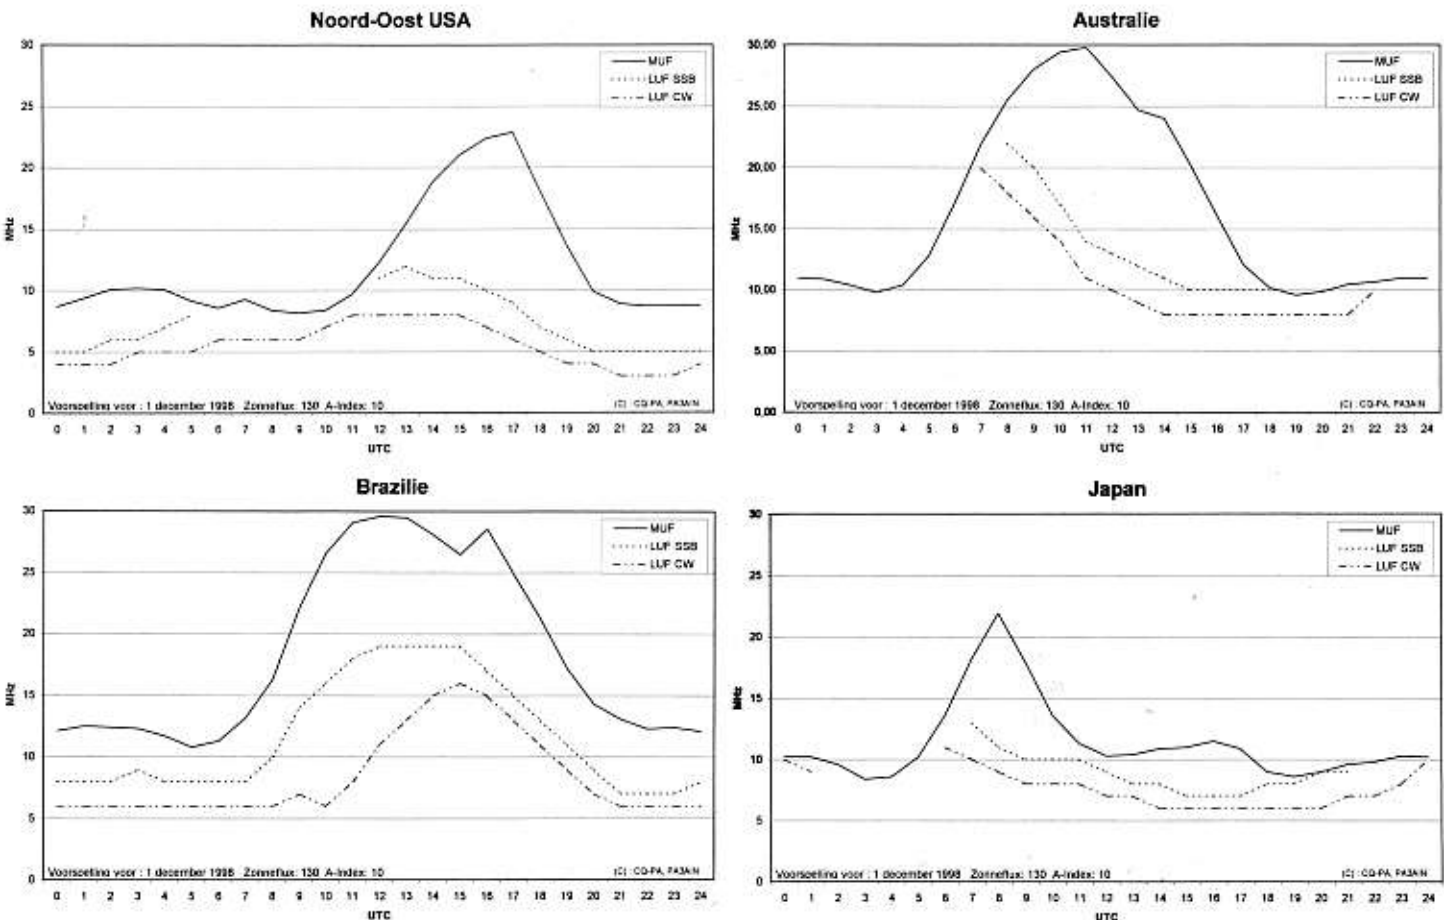 Noord-Oost USA
30
25
20
15
10
5
0
MHz
MUF
LUF SSB
LUF CW
Voorspelling voor : 1 december 1998 Zonneflux: 130 A-Index: 10
(C) : CQ-PA, PA3AIN
0 1 2 3 4 5 6 7 8 9 10 11 12 13 14 15 16 17 18 19 20 21 22 23 24
UTC
Australie
30,00
25,00
20,00
15,00
10,00
5,00
0,00
MHz
MUF
LUF SSB
LUF CW
Voorspelling voor : 1 december 1998 Zonneflux: 130 A-Index: 10
(C) : CQ-PA, PA3AIN
0 1 2 3 4 5 6 7 8 9 10 11 12 13 14 15 16 17 18 19 20 21 22 23 24
UTC
Brazilie
30
25
20
15
10
5
0
MHz
MUF
LUF SSB
LUF CW
Voorspelling voor : 1 december 1998 Zonneflux: 130 A-Index: 10
(C) : CQ-PA, PA3AIN
0 1 2 3 4 5 6 7 8 9 10 11 12 13 14 15 16 17 18 19 20 21 22 23 24
UTC
Japan
30
25
20
15
10
5
0
MHz
MUF
LUF SSB
LUF CW
Voorspelling voor : 1 december 1998 Zonneflux: 130 A-Index: 10
(C) : CQ-PA, PA3AIN
0 1 2 3 4 5 6 7 8 9 10 11 12 13 14 15 16 17 18 19 20 21 22 23 24
UTC